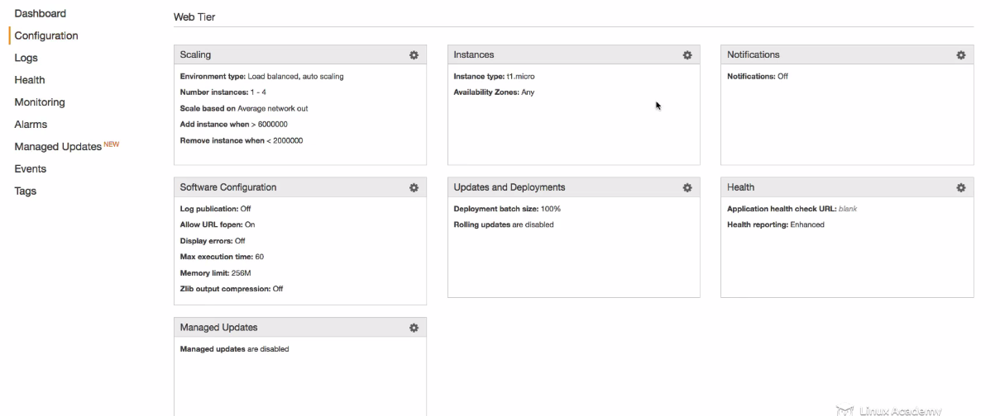 Dashboard
Configuration
Logs
Health
Monitoring
Alarms
Managed Updates NEW
Events
Tags
Web Tier
Scaling
Environment type: Load balanced, auto scaling
Number instances: 1 - 4
Scale based on Average network out
Add instance when > 6000000
Remove instance when < 2000000
Instances
Instance type: t1.micro
Availability Zones: Any
Notifications
Notifications: Off
Software Configuration
Log publication: Off
Allow URL fopen: On
Display errors: Off
Max execution time: 60
Memory limit: 256M
Zlib output compression: Off
Updates and Deployments
Deployment batch size: 100%
Rolling updates are disabled
Health
Application health check URL: blank
Health reporting: Enhanced
Managed Updates
Managed updates are disabled
Linux Academy